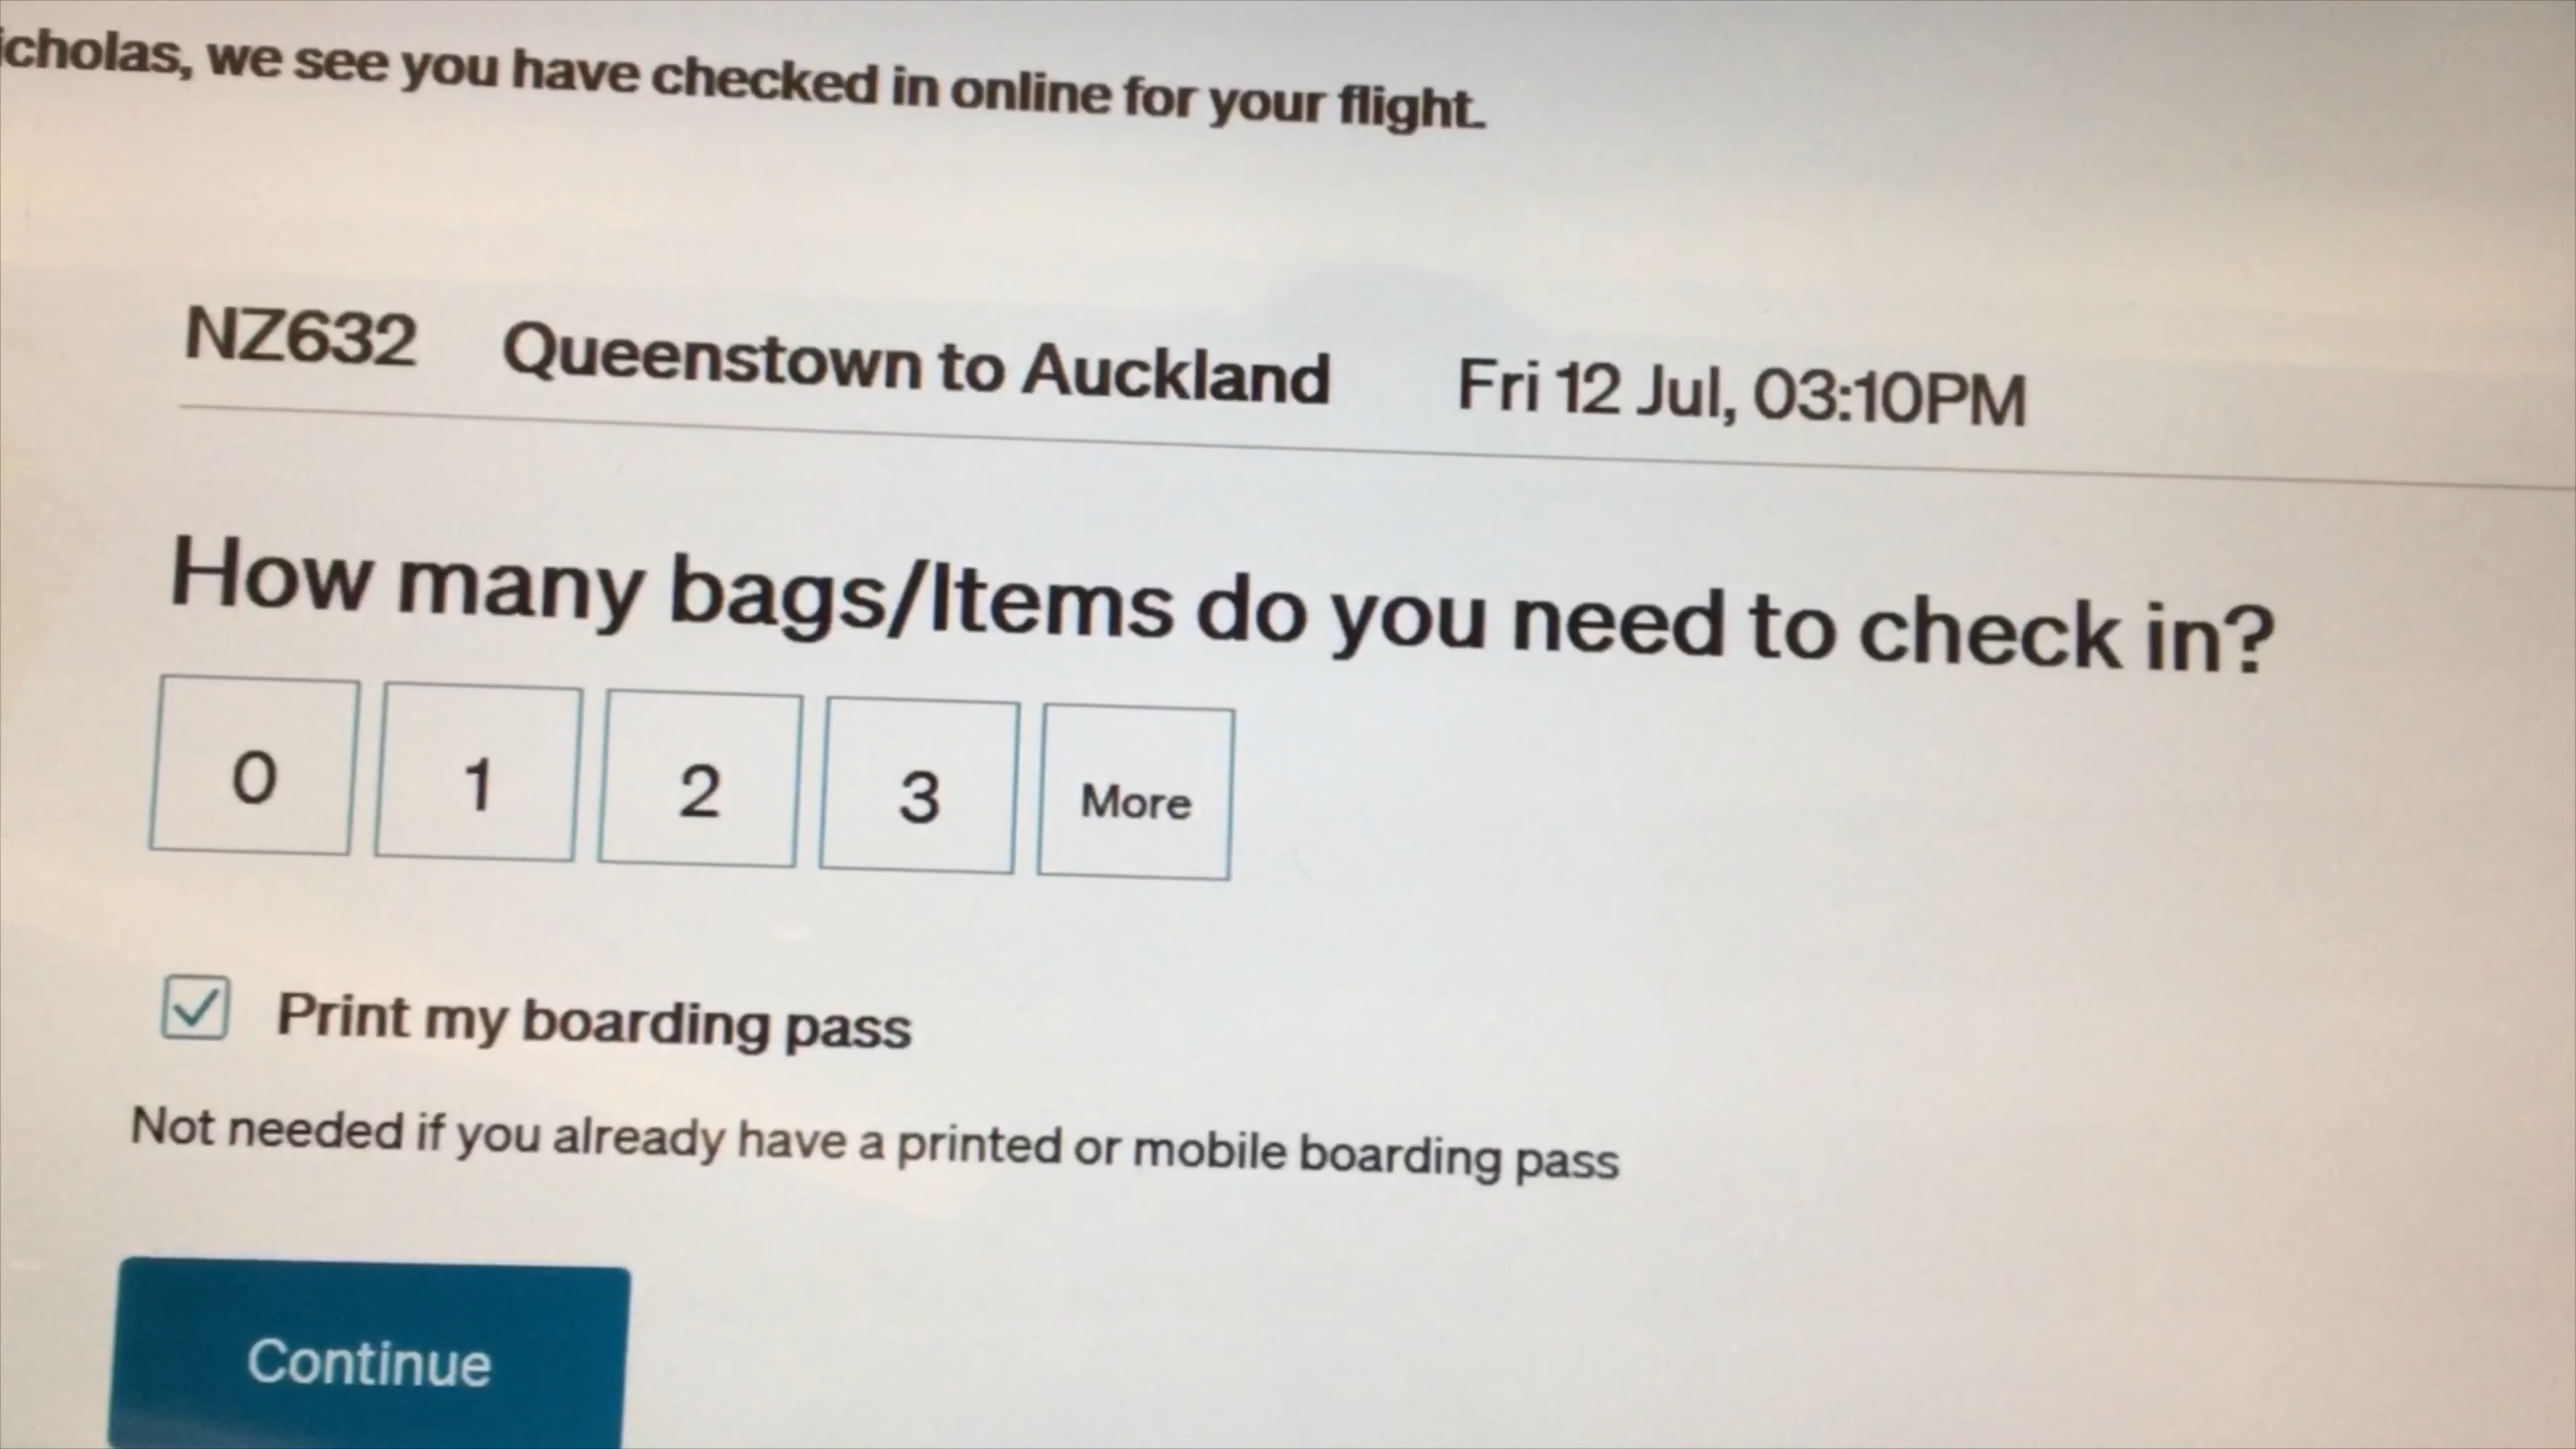 icholas, we see you have checked in online for your flight.
NZ632 Queenstown to Auckland Fri 12 Jul, 03:10PM
How many bags/Items do you need to check in?
0 1 2 3 More
Print my boarding pass
Not needed if you already have a printed or mobile boarding pass
Continue